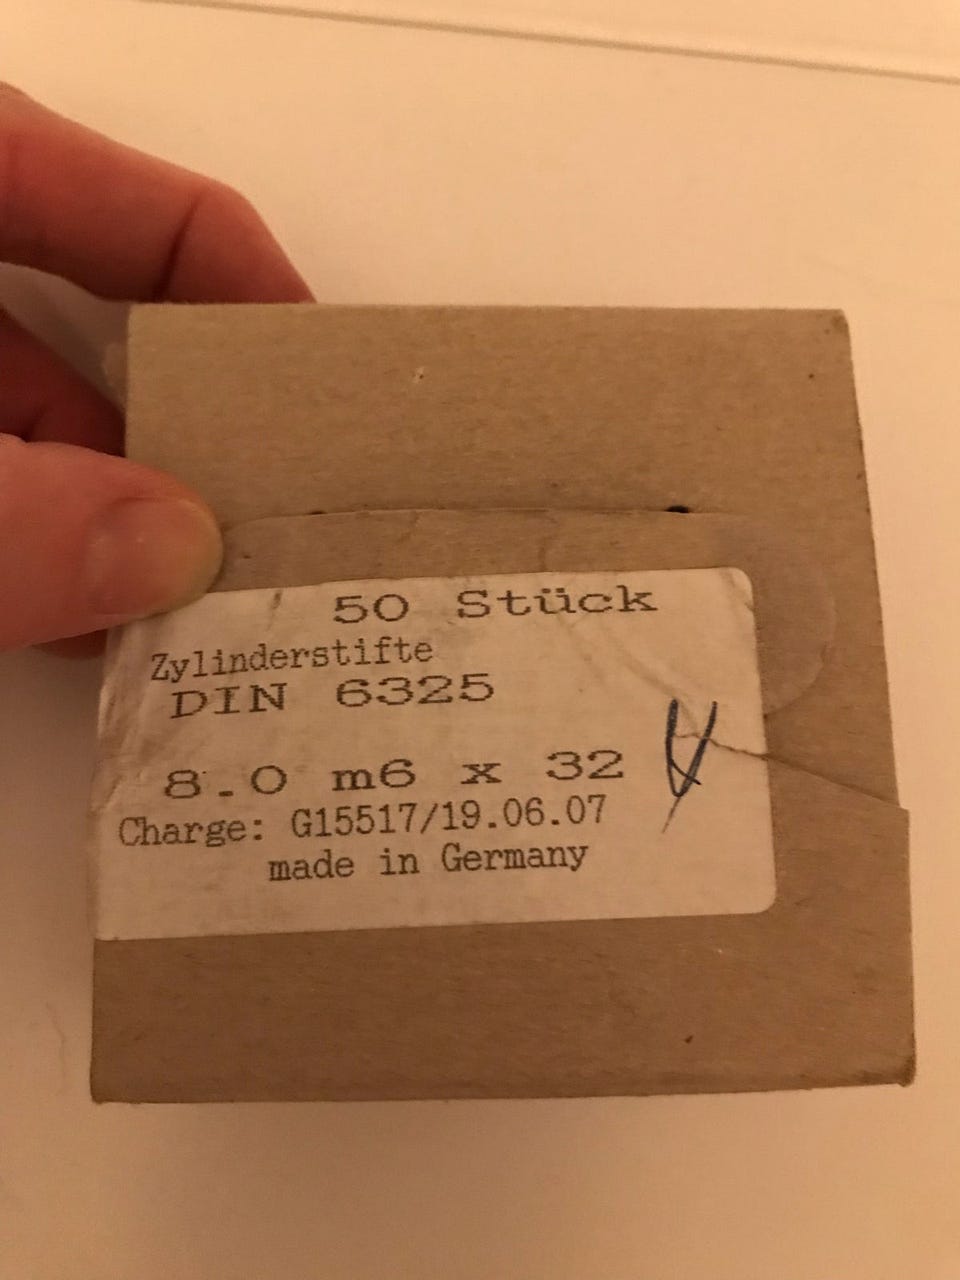 50 Stück
Zylinderstifte
DIN 6325
8.0 m6 x 32
Charge: G15517/19.06.07
made in Germany